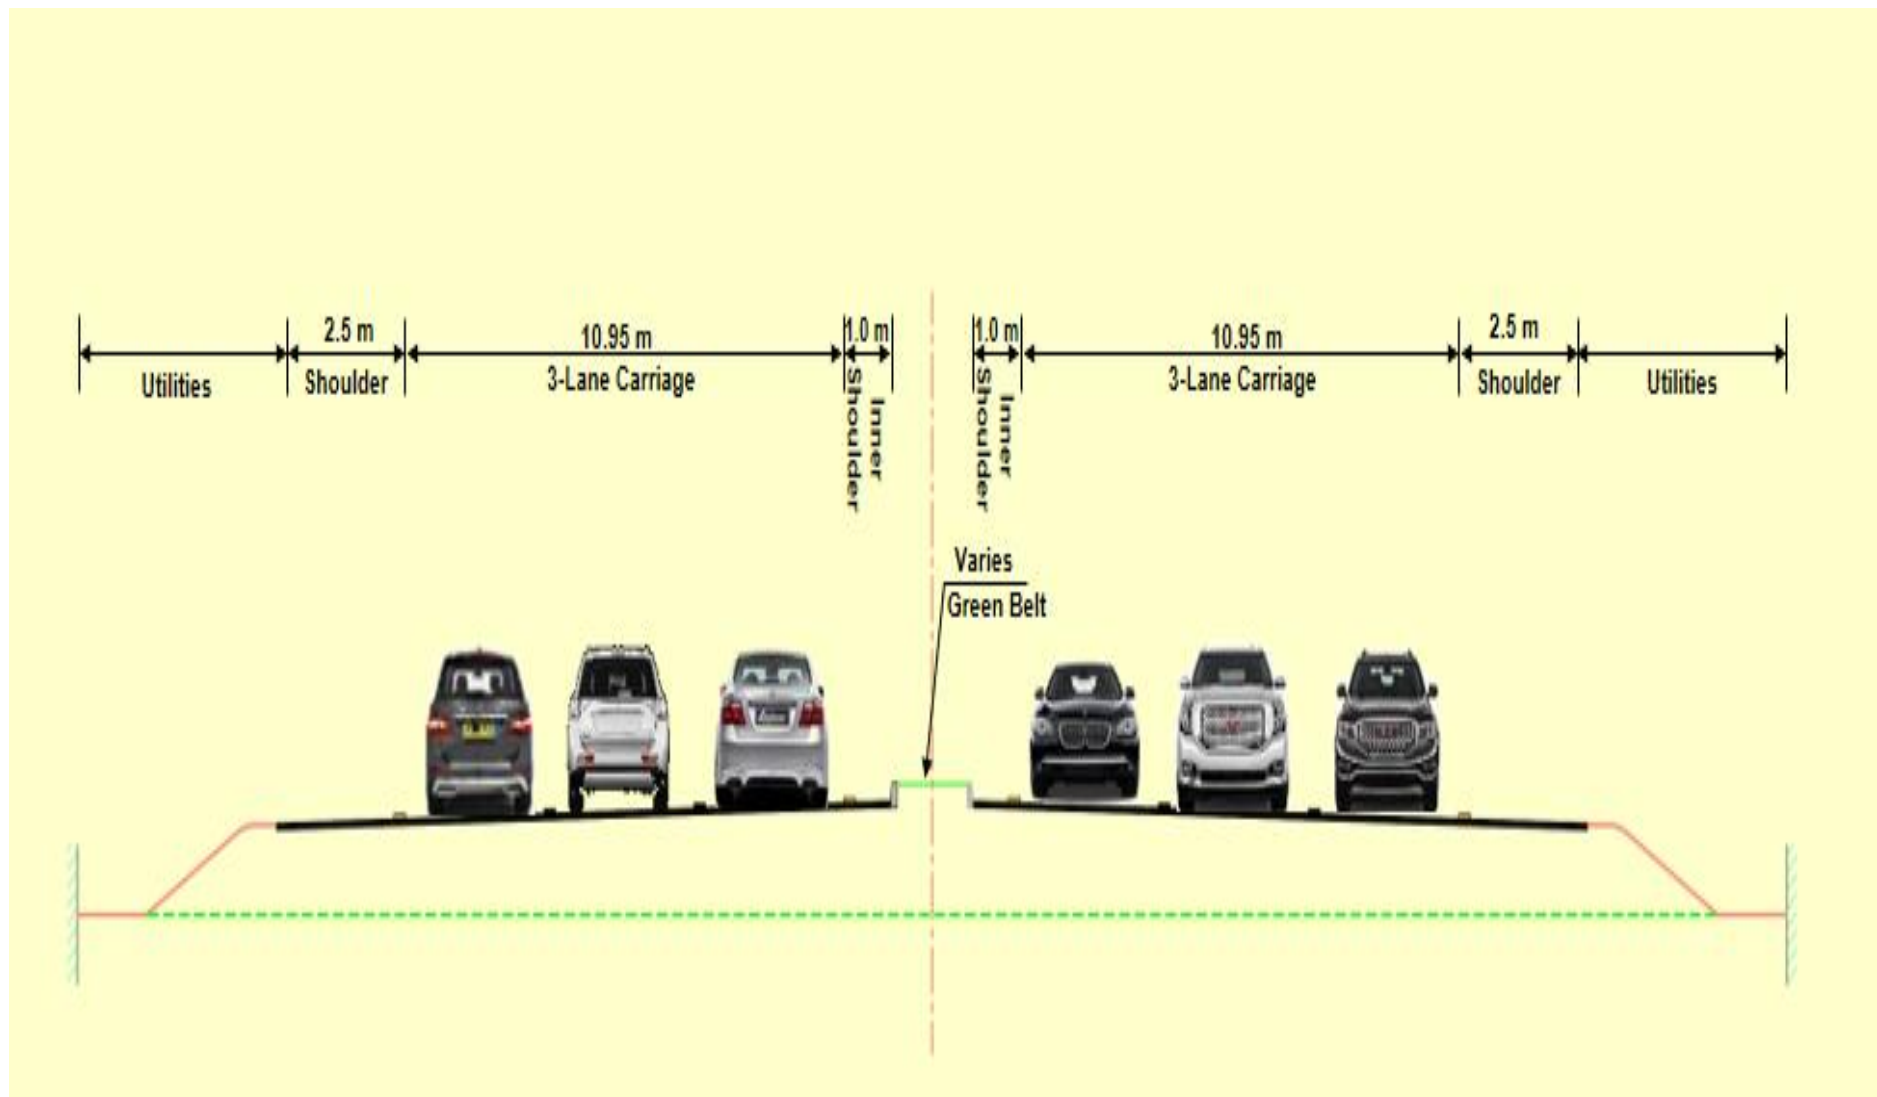 2.5 m
10.95 m
1.0 m
1.0 m
10.95 m
2.5 m
Utilities
Shoulder
3-Lane Carriage
Inner
Shoulder
Inner
Shoulder
3-Lane Carriage
Shoulder
Utilities
Varies
Green Belt